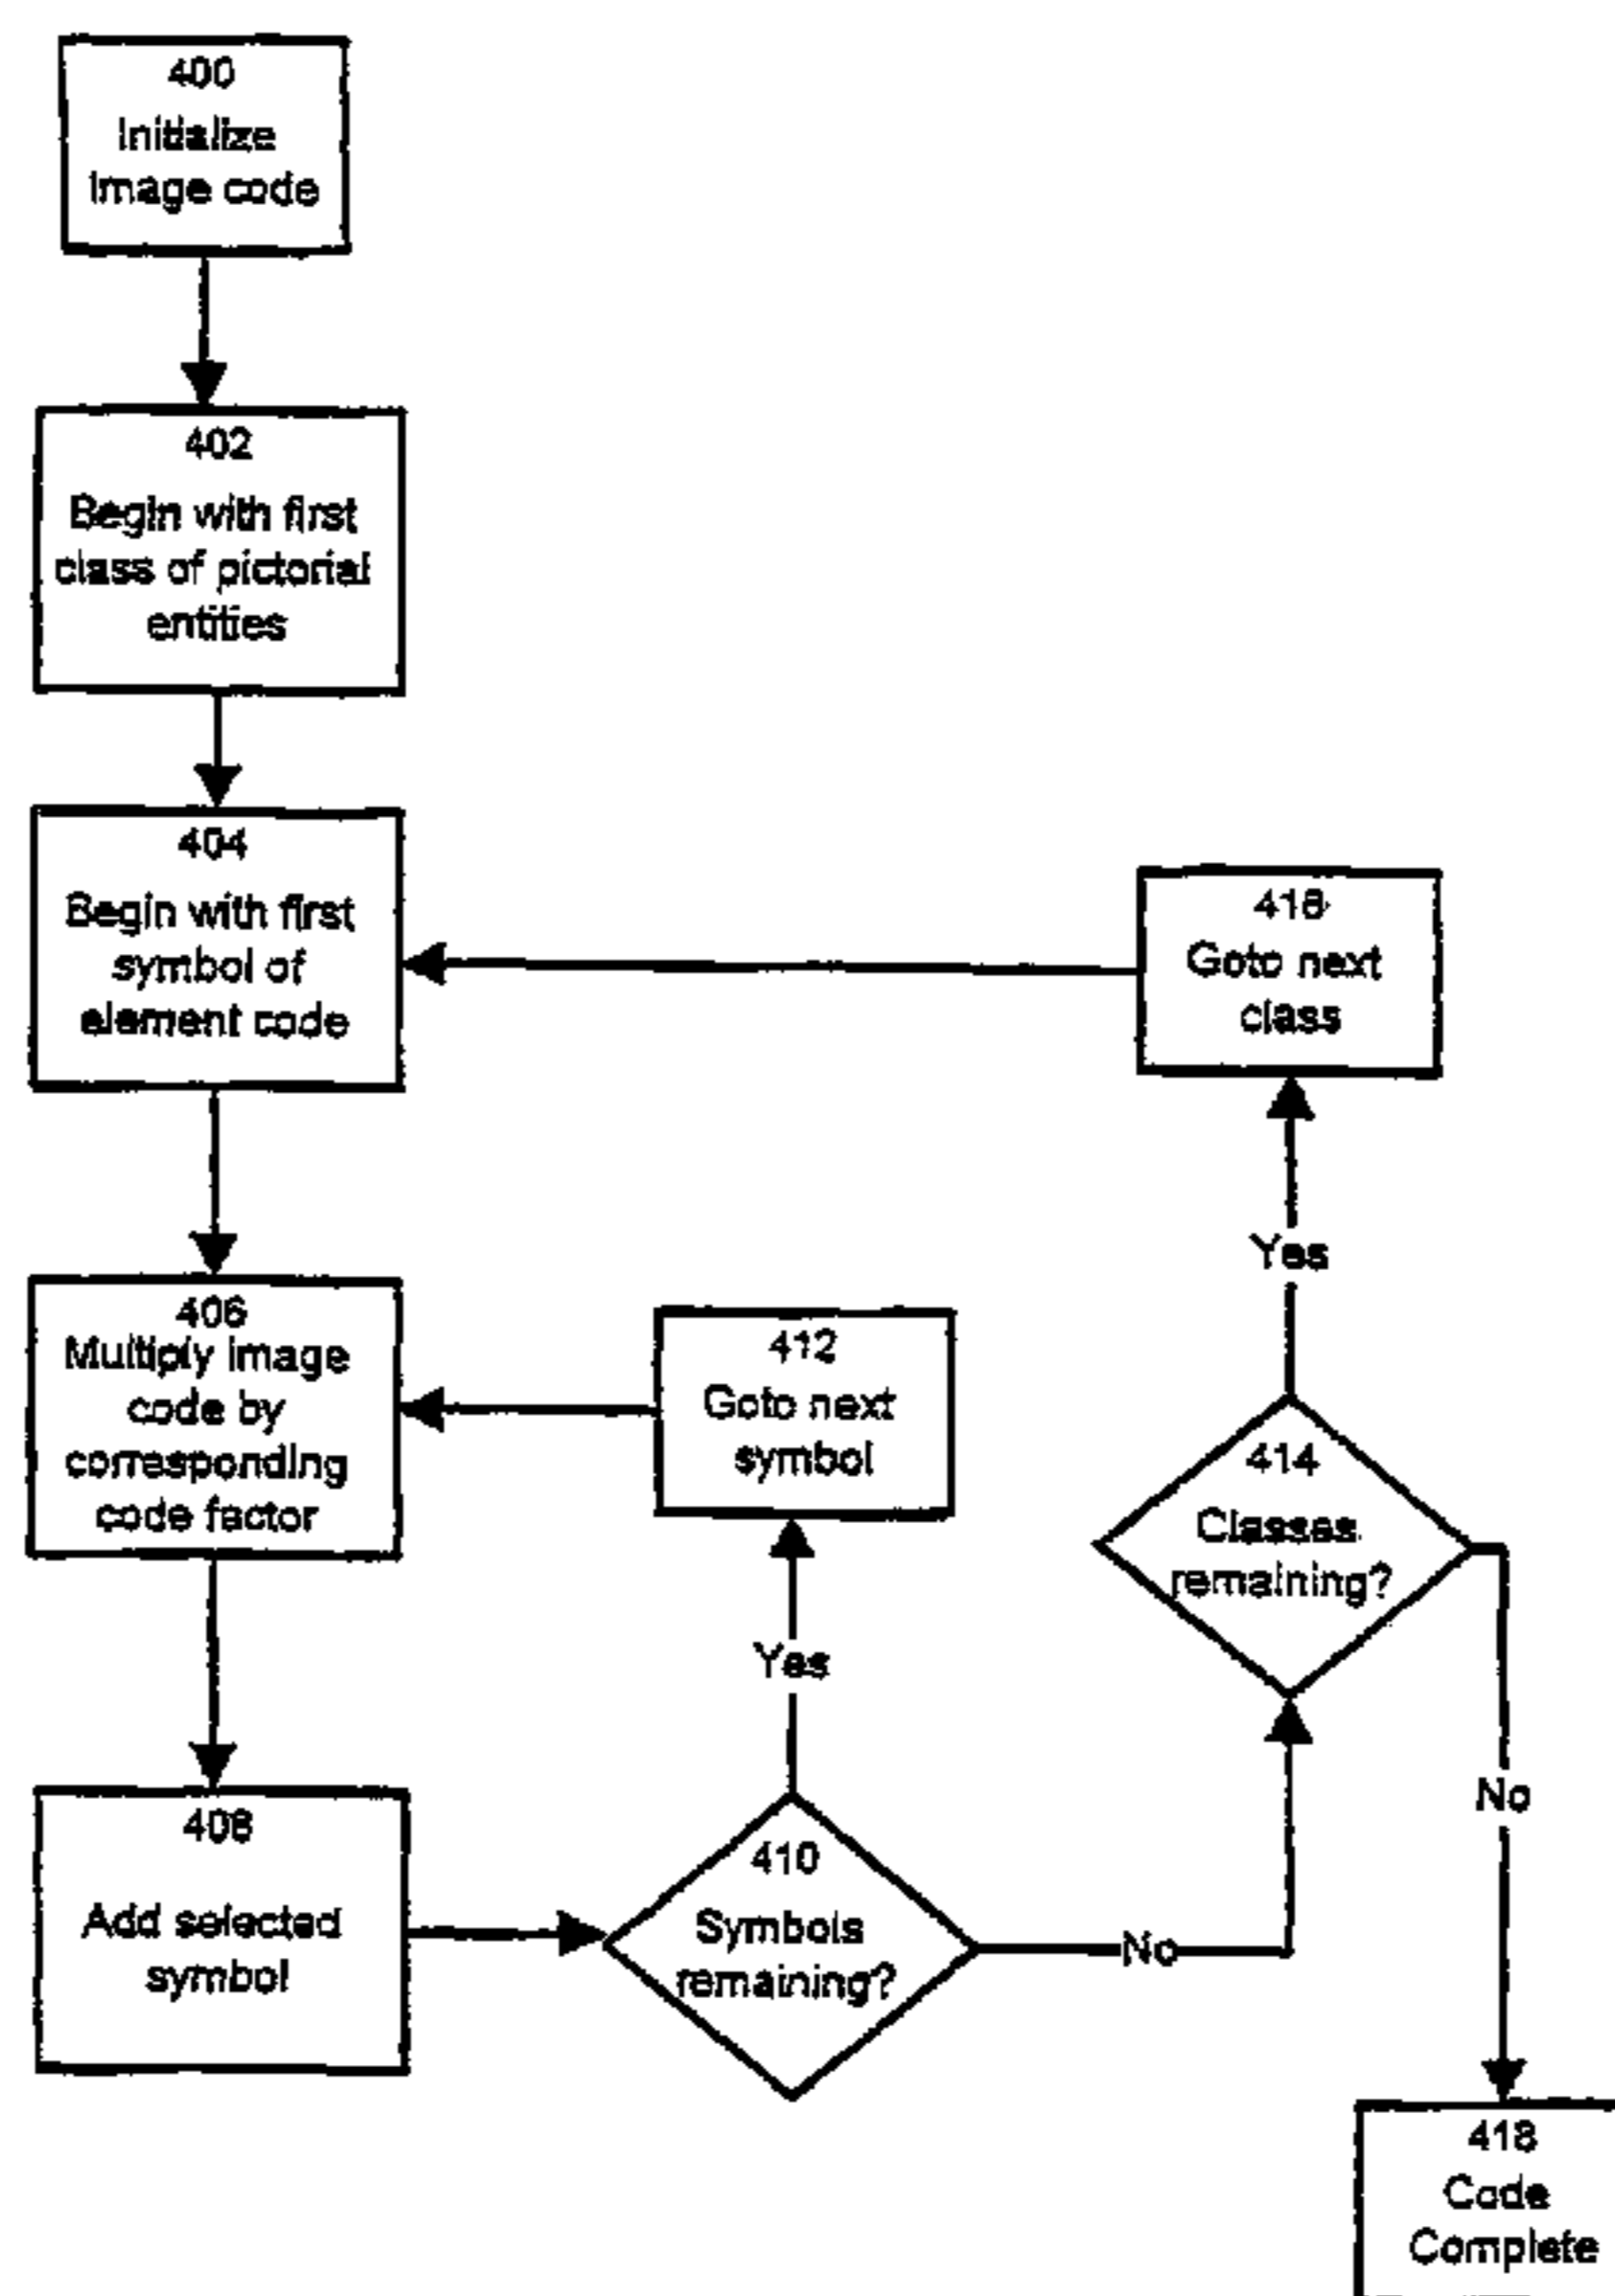 400
Initialize
image code
402
Begin with first
class of pictorial
entities
404
Begin with first
symbol of
element code
416
Goto next
class
Yes
406
Multiply image
code by
corresponding
code factor
412
Goto next
symbol
414
Classes
remaining?
Yes
408
Add selected
symbol
410
Symbols
remaining?
No
No
418
Code
Complete